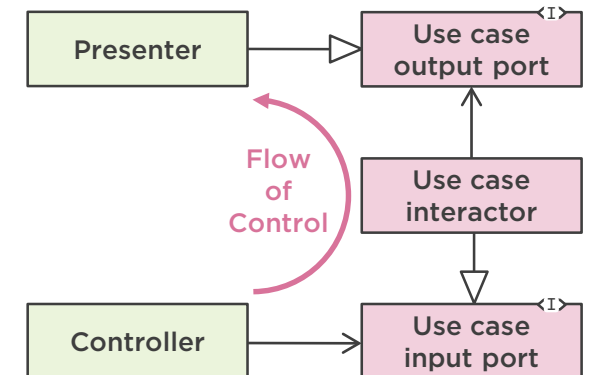 Presenter
<I>
Use case
output port
Flow
of
Control
Use case
interactor
Controller
<I>
Use case
input port